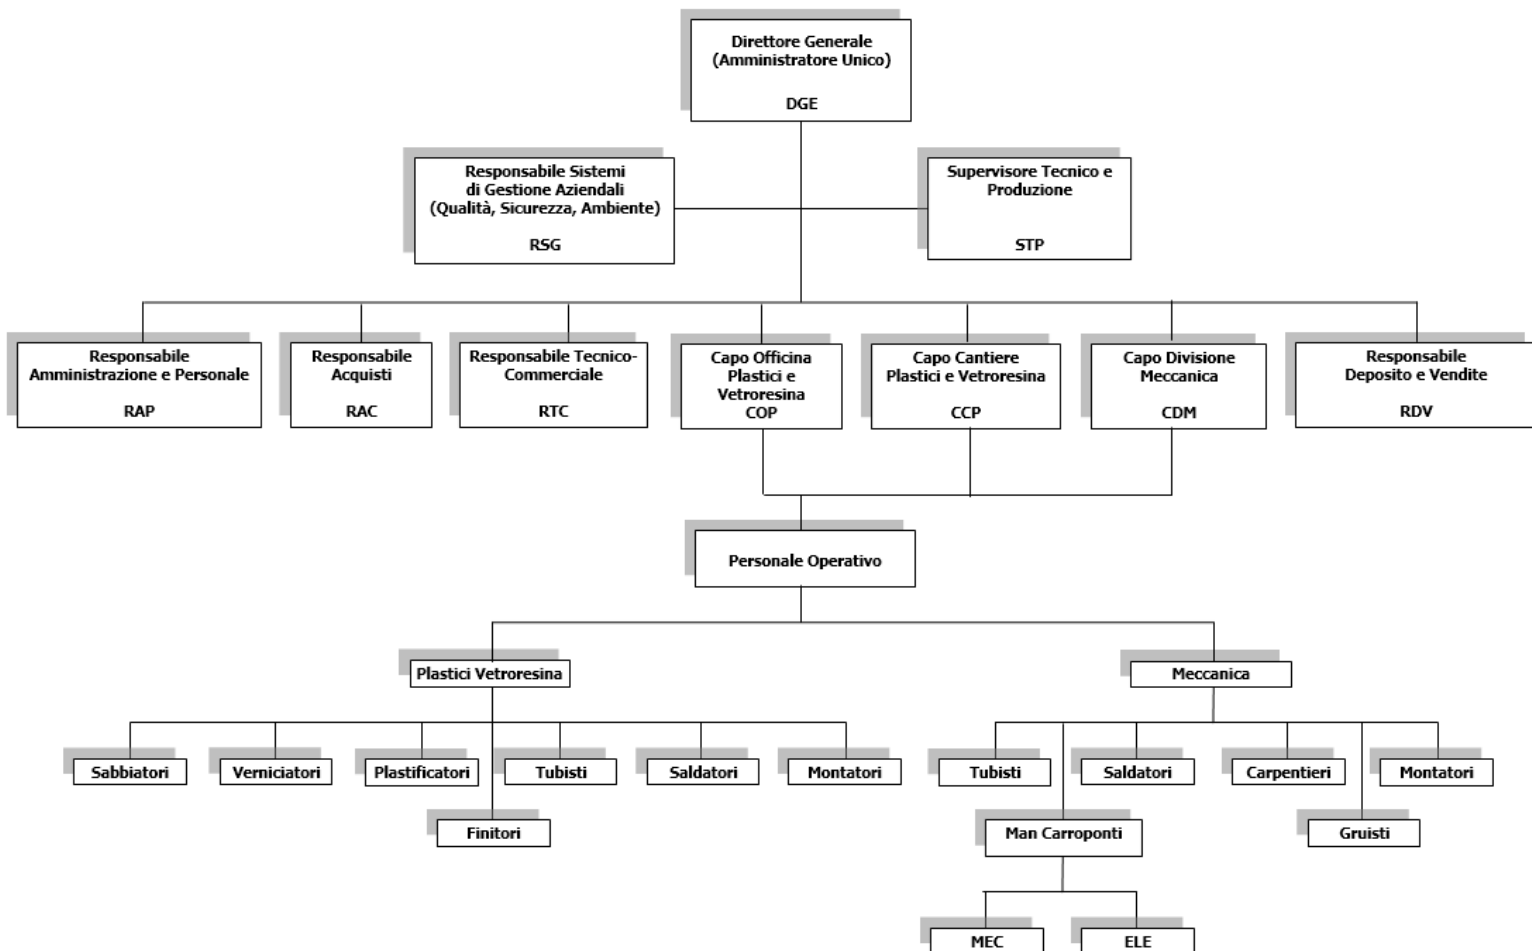 Direttore Generale
(Amministratore Unico)
DGE
Responsabile Sistemi
di Gestione Aziendali
(Qualità, Sicurezza, Ambiente)
RSG
Supervisore Tecnico e
Produzione
STP
Responsabile
Amministrazione e Personale
RAP
Responsabile
Acquisti
RAC
Responsabile Tecnico-
Commerciale
RTC
Capo Officina
Plastici e
Vetroresina
COP
Capo Cantiere
Plastici e Vetroresina
CCP
Capo Divisione
Meccanica
CDM
Responsabile
Deposito e Vendite
RDV
Personale Operativo
Plastici Vetroresina
Meccanica
Sabbiatori
Verniciatori
Plastificatori
Tubisti
Saldatori
Montatori
Finitori
Tubisti
Saldatori
Carpentieri
Montatori
Man Carroponti
Gruisti
MEC
ELE